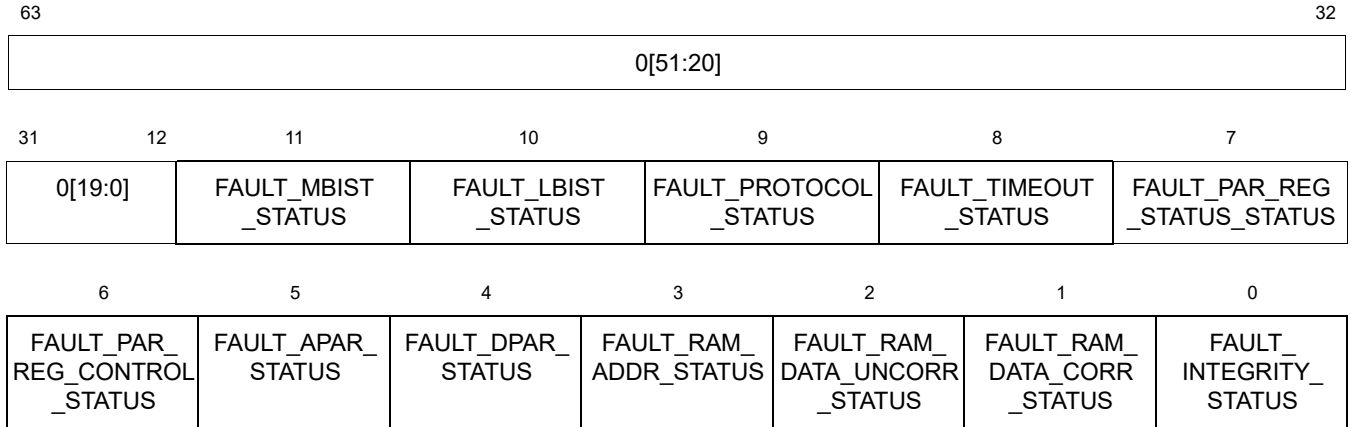 63 32
0[51:20]
31 12 11 10 9 8 7
0[19:0] FAULT_MBIST FAULT_LBIST FAULT_PROTOCOL FAULT_TIMEOUT FAULT_PAR_REG
_STATUS _STATUS _STATUS _STATUS _STATUS_STATUS
6 5 4 3 2 1 0
FAULT_PAR_ FAULT_APAR_ FAULT_DPAR_ FAULT_RAM_ FAULT_RAM_ FAULT_RAM_ FAULT_
REG_CONTROL STATUS STATUS ADDR_STATUS DATA_UNCORR DATA_CORR INTEGRITY_
_STATUS _STATUS _STATUS STATUS